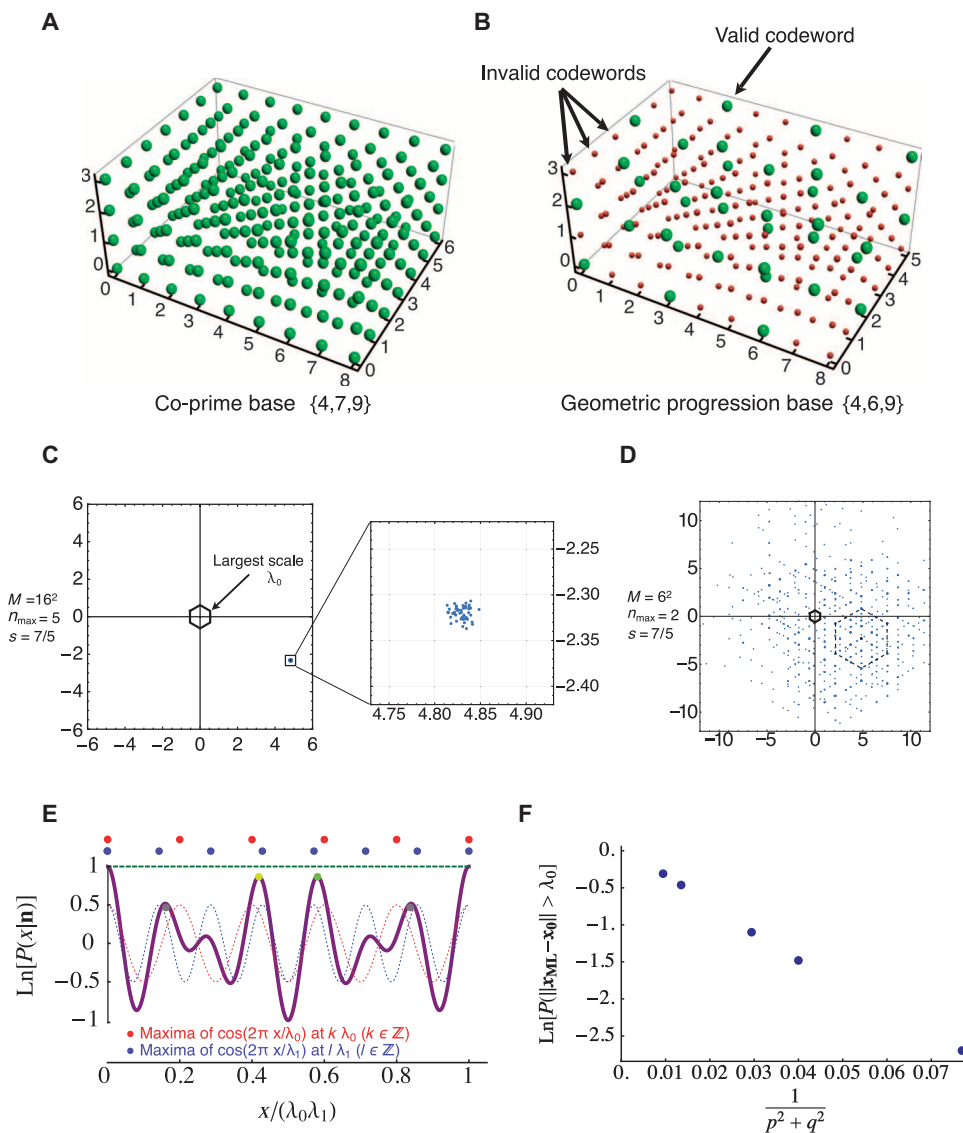 A
B
Valid codeword
Invalid codewords
3
2
1
0
0
1
2
3
4
5
6
7
8
0
1
2
3
4
5
6
3
2
1
0
0
1
2
3
4
5
6
7
8
0
1
2
3
4
5
Co-prime base {4,7,9}
Geometric progression base {4,6,9}
C
D
M =16²
n_max = 5
s = 7/5
6
4
2
0
−2
−4
−6
−6 −4 −2 0 2 4 6
Largest scale
λ₀
−2.25
−2.30
−2.35
−2.40
4.75 4.80 4.85 4.90
M = 6²
n_max = 2
s = 7/5
10
5
0
−5
−10
−10 −5 0 5 10
E
F
Ln[P(x|n)]
1
0.5
0
−0.5
−1
• Maxima of cos(2π x/λ₀) at k λ₀ (k ∈ ℤ)
• Maxima of cos(2π x/λ₁) at l λ₁ (l ∈ ℤ)
0 0.2 0.4 0.6 0.8 1
x/(λ₀λ₁)
Ln[P(||x_ML−x₀|| > λ₀]
0.
−0.5
−1.0
−1.5
−2.0
−2.5
0. 0.01 0.02 0.03 0.04 0.05 0.06 0.07
1
p² + q²